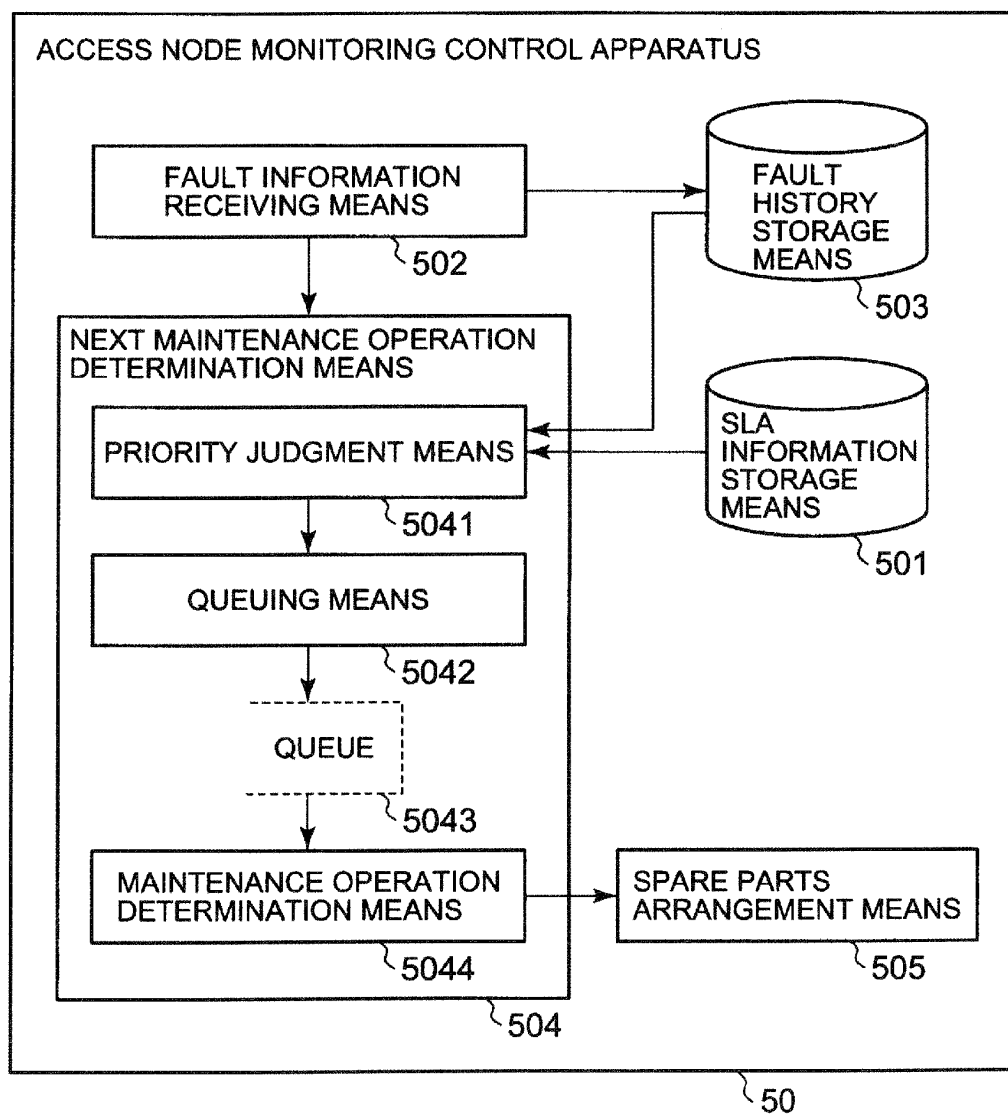 ACCESS NODE MONITORING CONTROL APPARATUS
FAULT INFORMATION
RECEIVING MEANS
502
FAULT
HISTORY
STORAGE
MEANS
503
NEXT MAINTENANCE OPERATION
DETERMINATION MEANS
PRIORITY JUDGMENT MEANS
5041
SLA
INFORMATION
STORAGE
MEANS
501
QUEUING MEANS
5042
QUEUE
5043
MAINTENANCE OPERATION
DETERMINATION MEANS
5044
SPARE PARTS
ARRANGEMENT MEANS
505
504
50